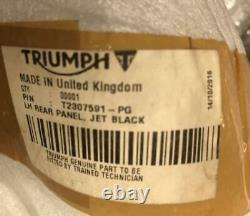 TRIUMPH
MADE IN United Kingdom
QTY : 00001
P/N : T2307591-PG
LH REAR PANEL, JET BLACK
14/10/2016
TRIUMPH GENUINE PART TO BE
FITTED BY TRAINED TECHNICIAN